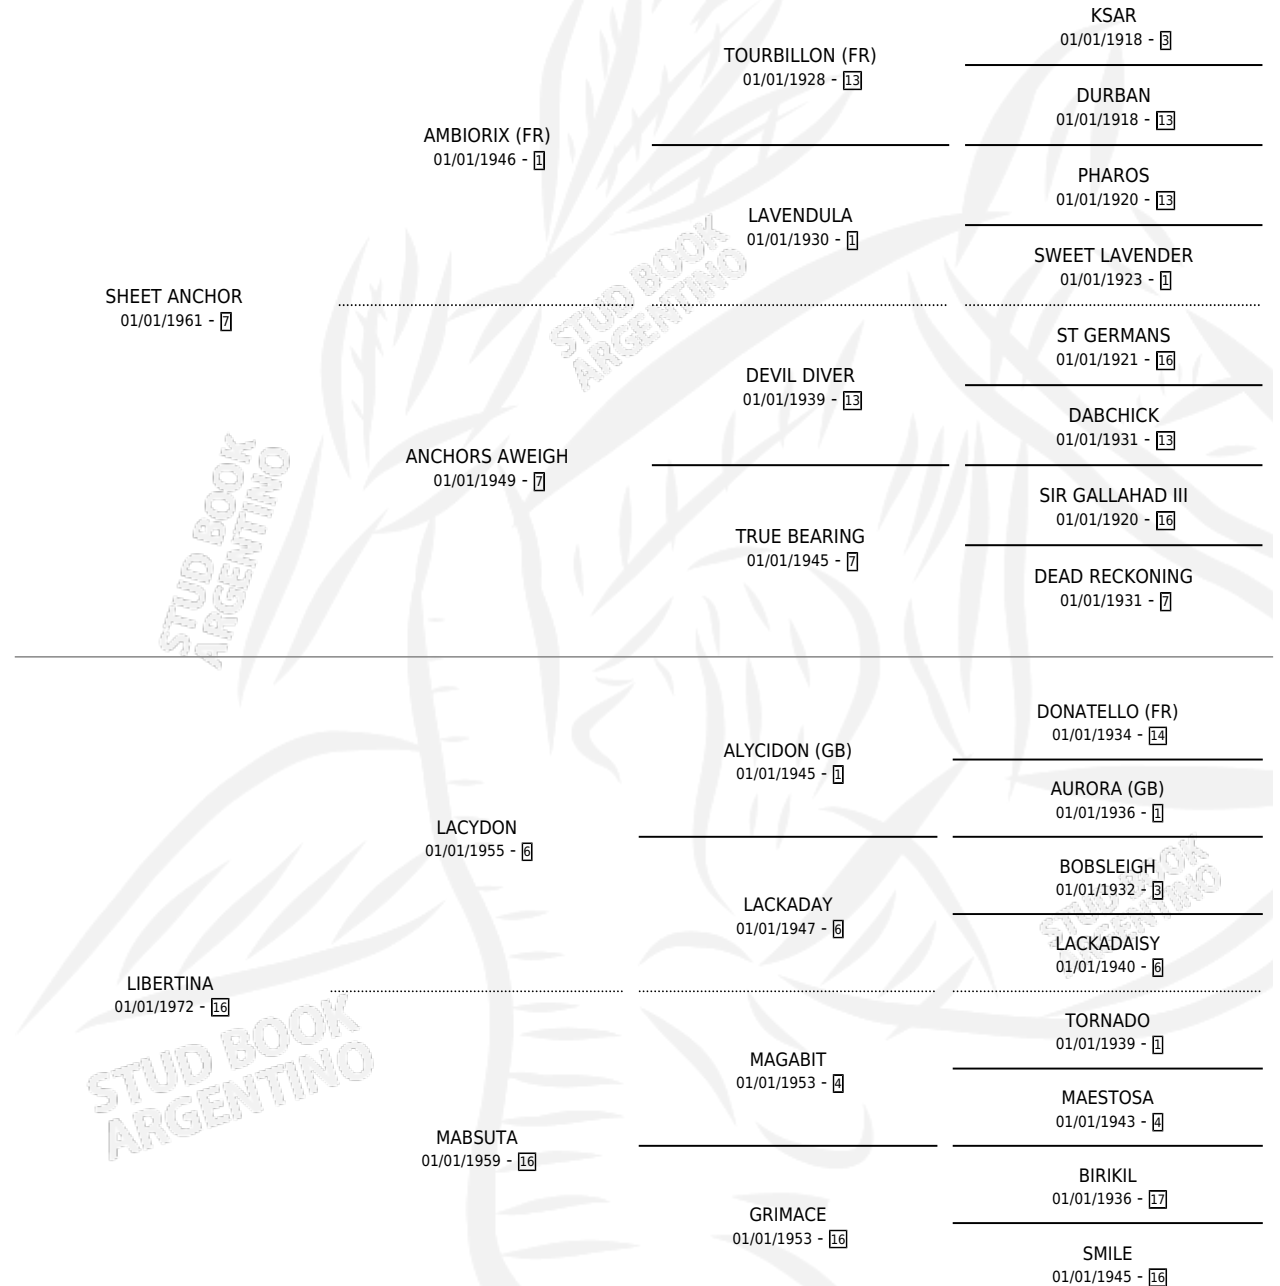 KSAR
01/01/1918 - 3
TOURBILLON (FR)
01/01/1928 - 13
DURBAN
01/01/1918 - 13
AMBIORIX (FR)
01/01/1946 - 1
PHAROS
01/01/1920 - 13
LAVENDULA
01/01/1930 - 1
SWEET LAVENDER
01/01/1923 - 1
SHEET ANCHOR
01/01/1961 - 7
STUD BOOK
ARGENTINO
ST GERMANS
01/01/1921 - 16
DEVIL DIVER
01/01/1939 - 13
DABCHICK
01/01/1931 - 13
ANCHORS AWEIGH
01/01/1949 - 7
SIR GALLAHAD III
01/01/1920 - 16
TRUE BEARING
01/01/1945 - 7
DEAD RECKONING
01/01/1931 - 7
STUD BOOK
ARGENTINO
DONATELLO (FR)
01/01/1934 - 14
ALYCIDON (GB)
01/01/1945 - 1
AURORA (GB)
01/01/1936 - 1
LACYDON
01/01/1955 - 6
BOBSLEIGH
01/01/1932 - 3
LACKADAY
01/01/1947 - 6
LACKADAISY
01/01/1940 - 6
STUD BOOK
ARGENTINO
LIBERTINA
01/01/1972 - 16
TORNADO
01/01/1939 - 1
MAGABIT
01/01/1953 - 4
MAESTOSA
01/01/1943 - 4
STUD BOOK
ARGENTINO
MABSUTA
01/01/1959 - 16
BIRIKIL
01/01/1936 - 17
GRIMACE
01/01/1953 - 16
SMILE
01/01/1945 - 16